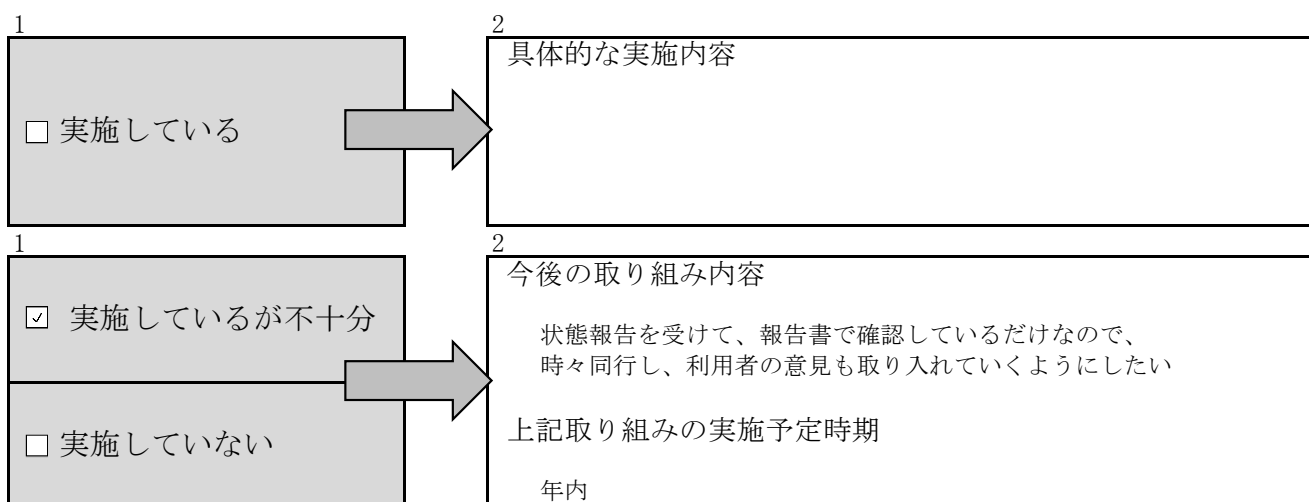 1
2
□ 実施している
具体的な実施内容
1
2
☑ 実施しているが不十分
今後の取り組み内容
状態報告を受けて、報告書で確認しているだけなので、
時々同行し、利用者の意見も取り入れていくようにしたい
□ 実施していない
上記取り組みの実施予定時期
年内